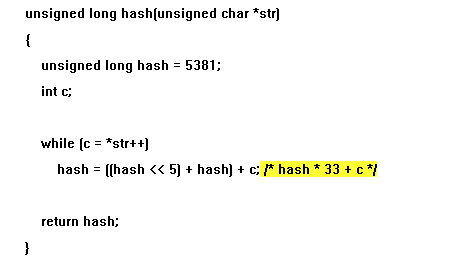 unsigned long hash(unsigned char *str)
{
unsigned long hash = 5381;
int c;
while (c = *str++)
hash = ((hash << 5) + hash) + c; /* hash * 33 + c */
return hash;
}